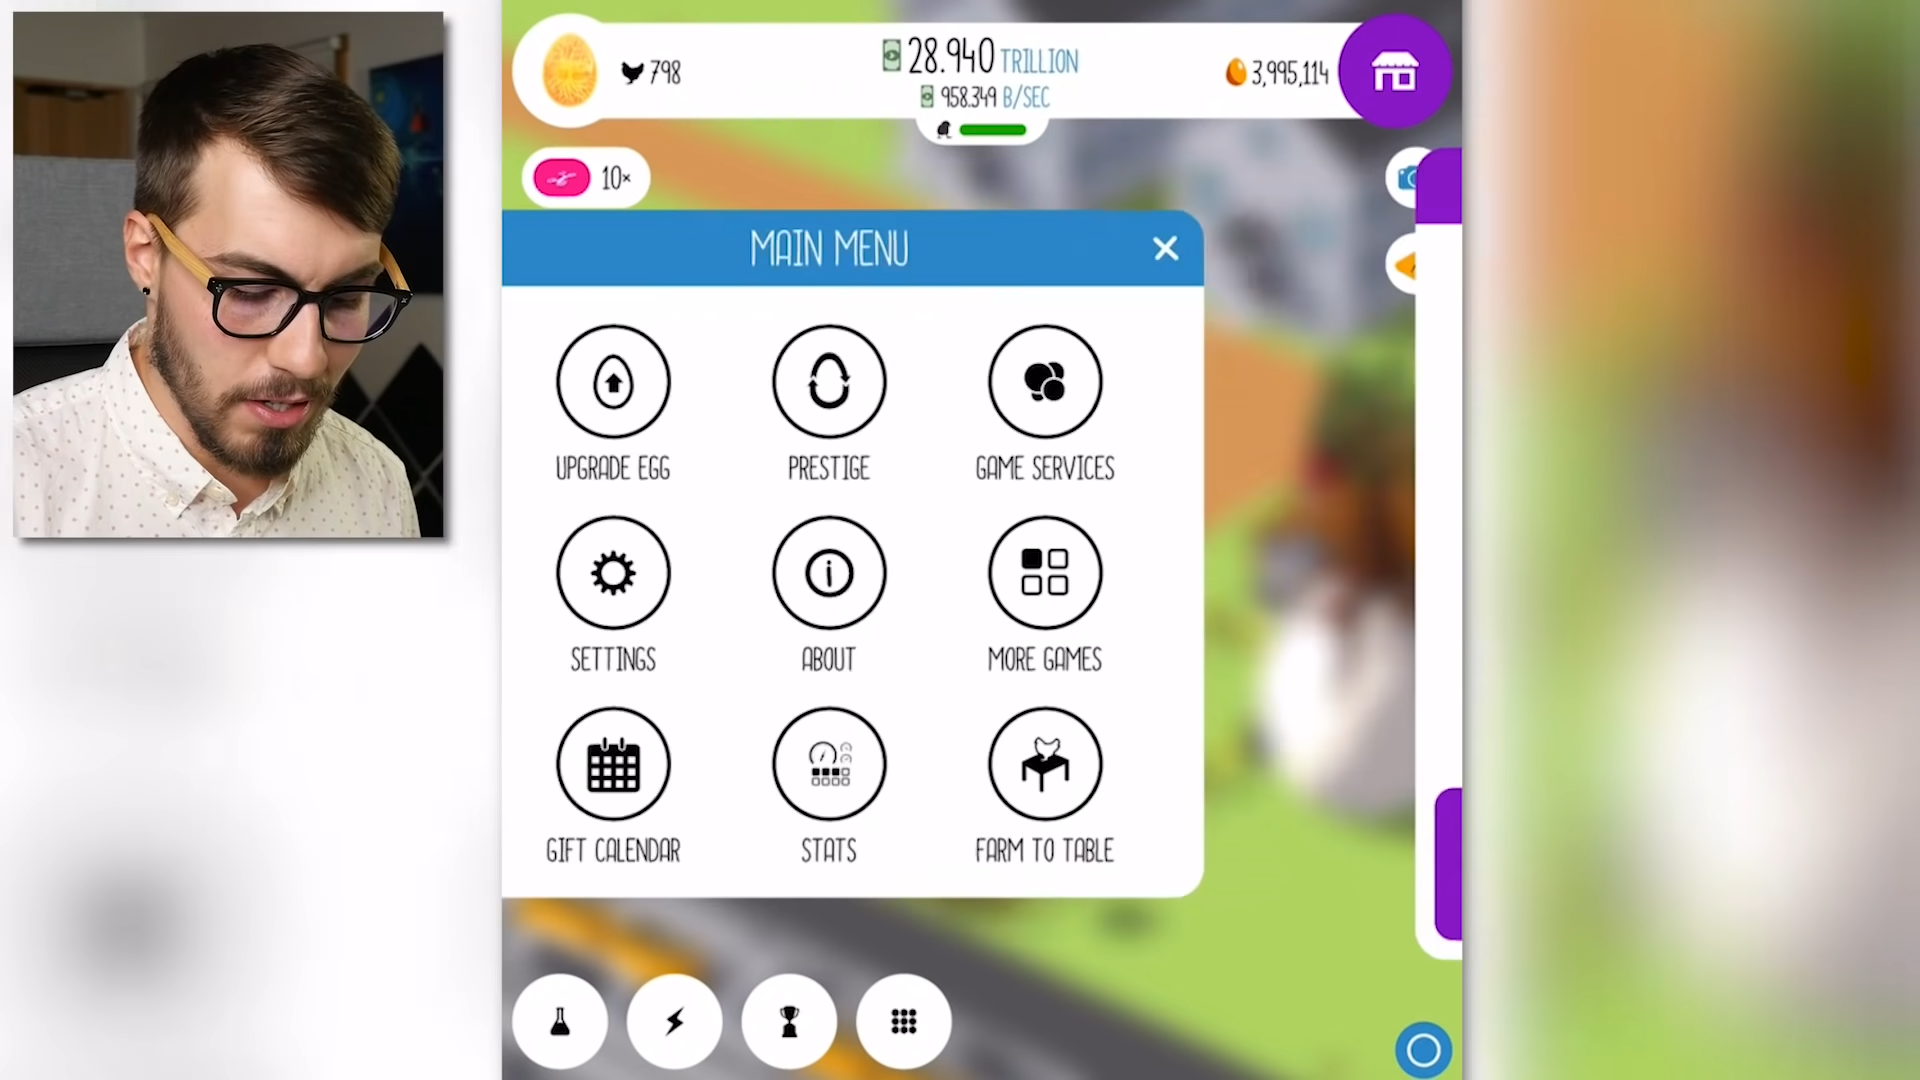 798
28.940 TRILLION
958.349 B/SEC
3,995,114
10×
MAIN MENU
UPGRADE EGG
PRESTIGE
GAME SERVICES
SETTINGS
ABOUT
MORE GAMES
GIFT CALENDAR
STATS
FARM TO TABLE